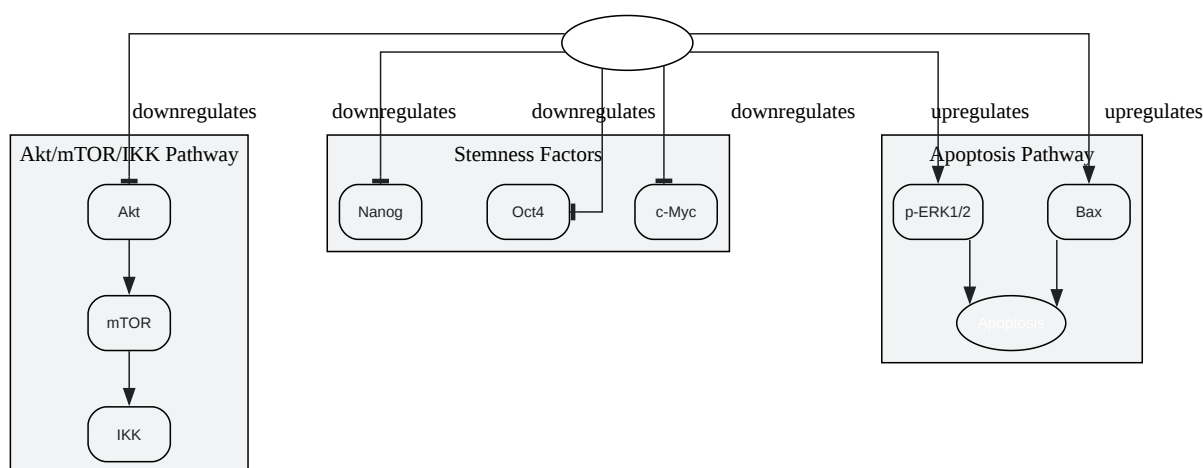 downregulates
downregulates
downregulates
downregulates
upregulates
upregulates
Akt/mTOR/IKK Pathway
Stemness Factors
Apoptosis Pathway
Akt
Nanog
Oct4
c-Myc
p-ERK1/2
Bax
mTOR
Apoptosis
IKK